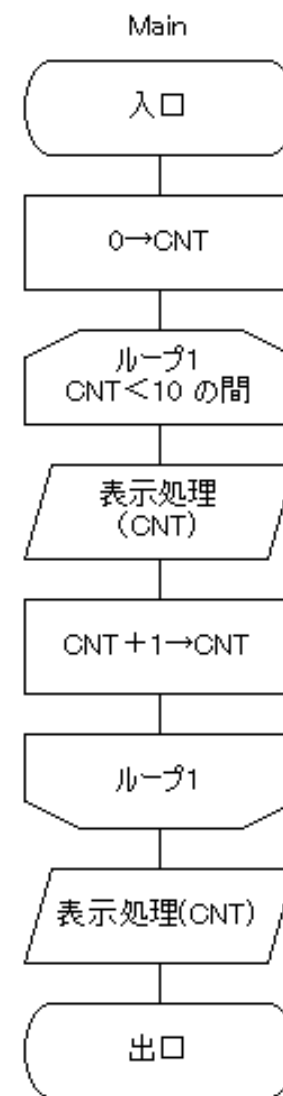 Main
入口
0→CNT
ループ1
CNT＜10 の間
表示処理
（CNT）
CNT＋1→CNT
ループ1
表示処理(CNT)
出口